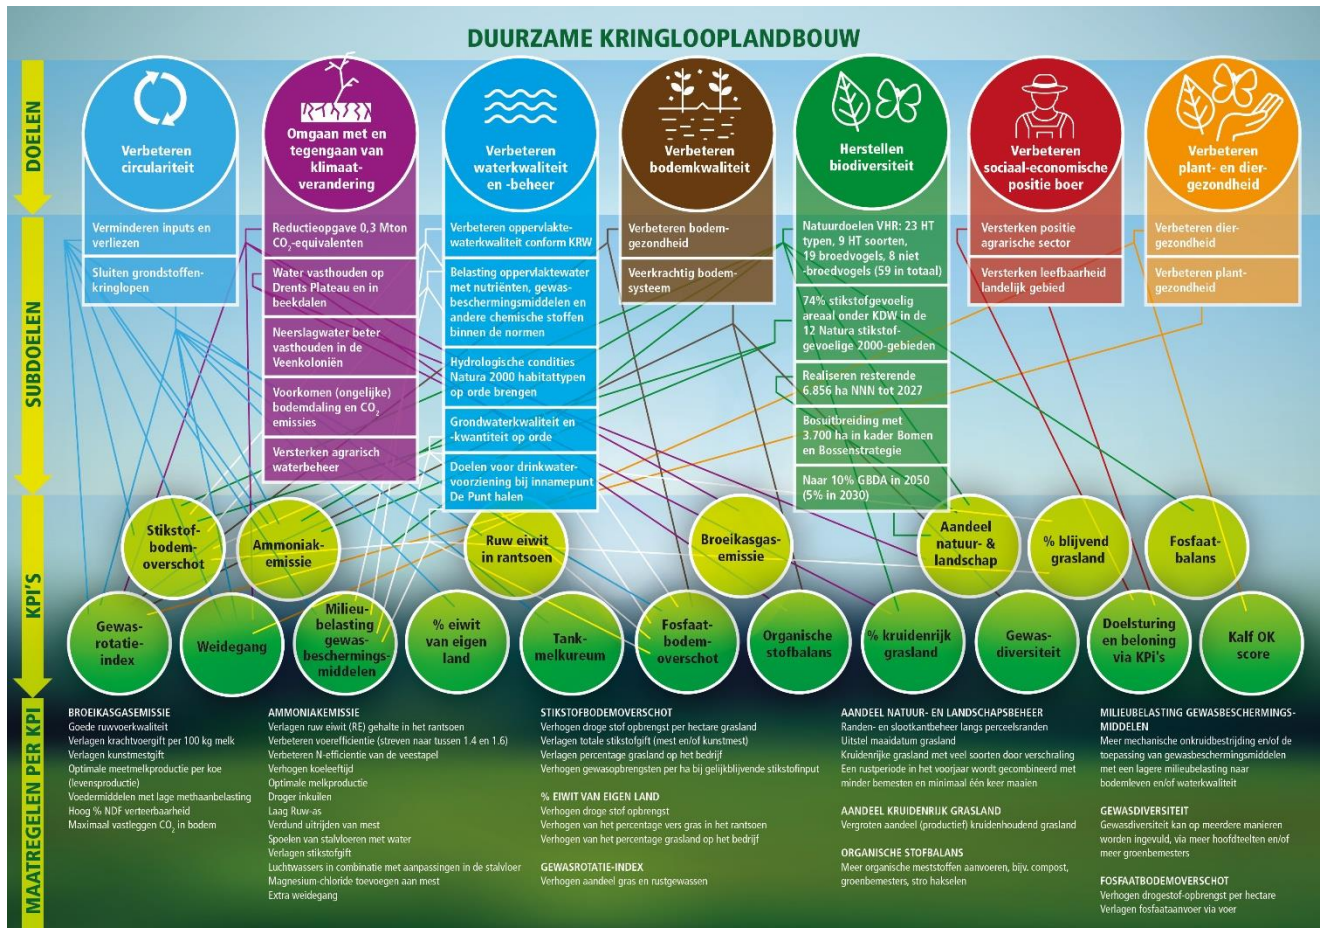 DUURZAME KRINGLOOPLANDBOUW
DOELEN
Verbeteren
circulariteit
Omgaan met en
tegengaan van
klimaat-
verandering
Verbeteren
waterkwaliteit
en -beheer
Verbeteren
bodemkwaliteit
Herstellen
biodiversiteit
Verbeteren
sociaal-economische
positie boer
Verbeteren
plant- en dier-
gezondheid
SUBDOELEN
Verminderen inputs en
verliezen
Sluiten grondstoffen-
kringlopen
Reductieopgave 0,3 Mton
CO2-equivalenten
Water vasthouden op
Drents Plateau en in
beekdalen
Neerslagwater beter
vasthouden in de
Veenkoloniën
Voorkomen (ongelijke)
bodemdaling en CO2
emissies
Versterken agrarisch
waterbeheer
Verbeteren oppervlakte-
waterkwaliteit conform KRW
Belasting oppervlaktewater
met nutriënten, gewas-
beschermingsmiddelen en
andere chemische stoffen
binnen de normen
Hydrologische condities
Natura 2000 habitattypen
op orde brengen
Grondwaterkwaliteit en
-kwantiteit op orde
Doelen voor drinkwater-
voorziening bij innamepunt
De Punt halen
Verbeteren bodem-
gezondheid
Veerkrachtig bodem-
systeem
Natuurdoelen VHR: 23 HT
typen, 9 HT soorten,
19 broedvogels, 8 niet
-broedvogels (59 in totaal)
74% stikstofgevoelig
areaal onder KDW in de
12 Natura stikstof-
gevoelige 2000-gebieden
Realiseren resterende
6.856 ha NNN tot 2027
Bosuitbreiding met
3.700 ha in kader Bomen
en Bossenstrategie
Naar 10% GBDA in 2050
(5% in 2030)
Versterken positie
agrarische sector
Versterken leefbaarheid
landelijk gebied
Verbeteren dier-
gezondheid
Verbeteren plant-
gezondheid
KPI'S
Stikstof-
bodem-
overschot
Ammoniak-
emissie
Ruw eiwit
in rantsoen
Broeikasgas-
emissie
Aandeel
natuur- &
landschap
% blijvend
grasland
Fosfaat-
balans
Gewas-
rotatie-
index
Weidegang
Milieu-
belasting
gewas-
beschermings-
middelen
% eiwit
van eigen
land
Tank-
melkureum
Fosfaat-
bodem-
overschot
Organische
stofbalans
% kruidenrijk
grasland
Gewas-
diversiteit
Doelsturing
en beloning
via KPi's
Kalf OK
score
MAATREGELEN PER KPI
BROEIKASGASEMISSIE
Goede ruwvoerkwaliteit
Verlagen krachtvoergift per 100 kg melk
Verlagen kunstmestgift
Optimale meetmelkproductie per koe
(levensproductie)
Voedermiddelen met lage methaanbelasting
Hoog % NDF verteerbaarheid
Maximaal vastleggen CO2 in bodem
AMMONIAKEMISSIE
Verlagen ruw eiwit (RE) gehalte in het rantsoen
Verbeteren voerefficientie (streven naar tussen 1.4 en 1.6)
Verbeteren N-efficientie van de veestapel
Verhogen koeleeftijd
Optimale melkproductie
Droger inkuilen
Laag Ruw-as
Verdund uitrijden van mest
Spoelen van stalvloeren met water
Verlagen stikstofgift
Luchtwassers in combinatie met aanpassingen in de stalvloer
Magnesium-chloride toevoegen aan mest
Extra weidegang
STIKSTOFBODEMOVERSCHOT
Verhogen droge stof opbrengst per hectare grasland
Verlagen totale stikstofgift (mest en/of kunstmest)
Verlagen percentage grasland op het bedrijf
Verhogen gewasopbrengsten per ha bij gelijkblijvende stikstofinput
% EIWIT VAN EIGEN LAND
Verhogen droge stof opbrengst
Verhogen van het percentage vers gras in het rantsoen
Verhogen van het percentage grasland op het bedrijf
GEWASROTATIE-INDEX
Verhogen aandeel gras en rustgewassen
AANDEEL NATUUR- EN LANDSCHAPSBEHEER
Randen- en slootkantbeheer langs perceelsranden
Uitstel maaidatum grasland
Kruidenrijke grasland met veel soorten door verschraling
Een rustperiode in het voorjaar wordt gecombineerd met
minder bemesten en minimaal één keer maaien
AANDEEL KRUIDENRIJK GRASLAND
Vergroten aandeel (productief) kruidenhoudend grasland
ORGANISCHE STOFBALANS
Meer organische meststoffen aanvoeren, bijv. compost,
groenbemesters, stro hakselen
MILIEUBELASTING GEWASBESCHERMINGS-
MIDDELEN
Meer mechanische onkruidbestrijding en/of de
toepassing van gewasbeschermingsmiddelen
met een lagere milieubelasting naar
bodemleven en/of waterkwaliteit
GEWASDIVERSITEIT
Gewasdiversiteit kan op meerdere manieren
worden ingevuld, via meer hoofdteelten en/of
meer groenbemesters
FOSFAATBODEMOVERSCHOT
Verhogen drogestof-opbrengst per hectare
Verlagen fosfaataanvoer via voer